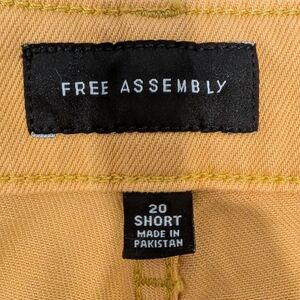 FREE ASSEMBLY
20
SHORT
MADE IN
PAKISTAN